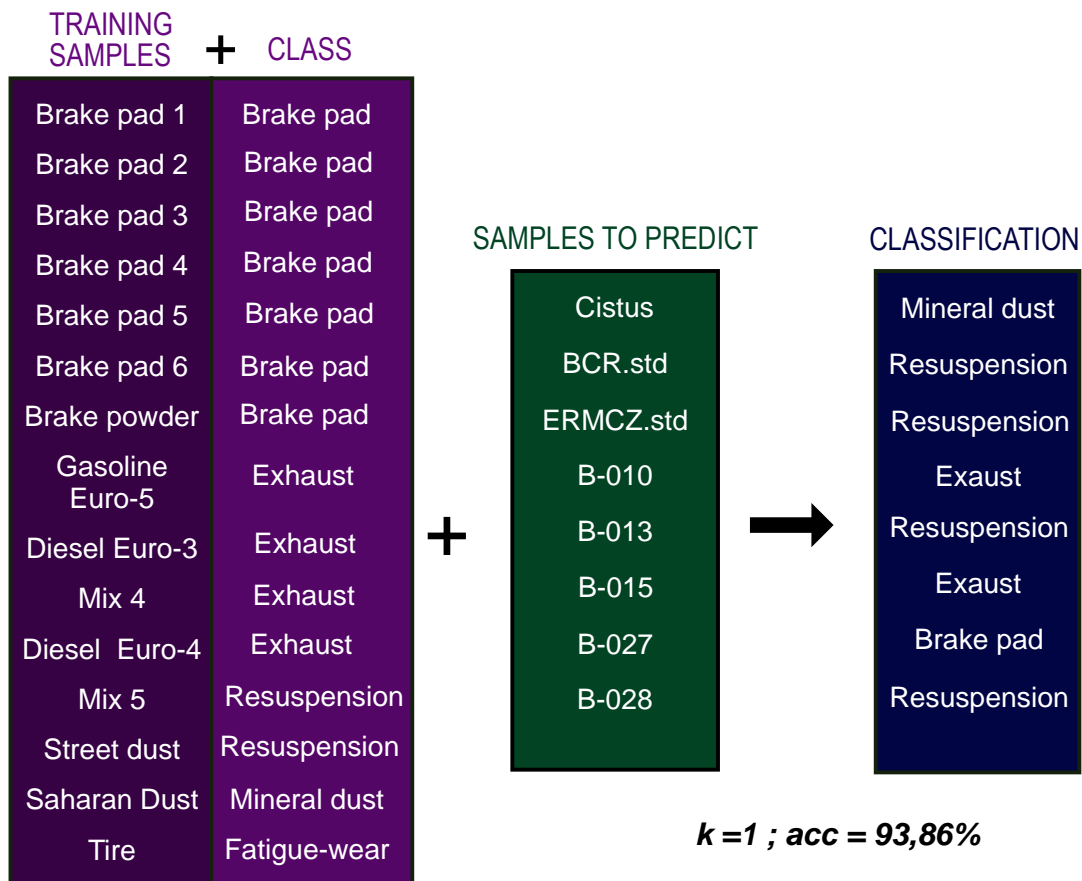 TRAINING
SAMPLES + CLASS
Brake pad 1 Brake pad
Brake pad 2 Brake pad
Brake pad 3 Brake pad
Brake pad 4 Brake pad
Brake pad 5 Brake pad
Brake pad 6 Brake pad
Brake powder Brake pad
Gasoline
Euro-5 Exhaust
Diesel Euro-3 Exhaust
Mix 4 Exhaust
Diesel Euro-4 Exhaust
Mix 5 Resuspension
Street dust Resuspension
Saharan Dust Mineral dust
Tire Fatigue-wear
+
SAMPLES TO PREDICT
Cistus
BCR.std
ERMCZ.std
B-010
B-013
B-015
B-027
B-028
CLASSIFICATION
Mineral dust
Resuspension
Resuspension
Exaust
Resuspension
Exaust
Brake pad
Resuspension
k =1 ; acc = 93,86%